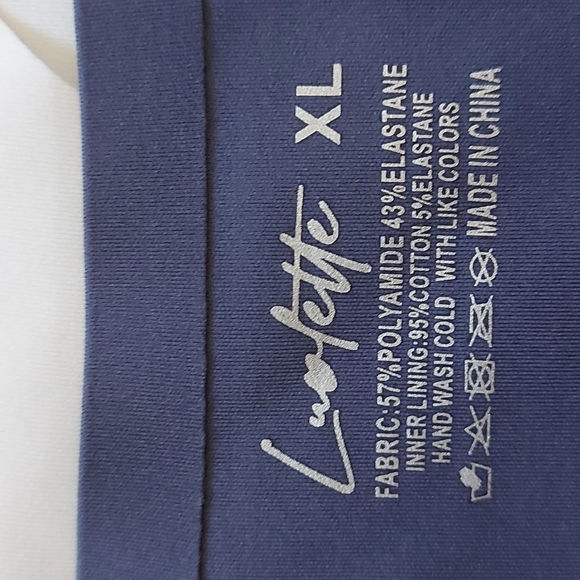 Luotette XL
FABRIC:57%POLYAMIDE 43%ELASTANE
INNER LINING:95%COTTON 5%ELASTANE
HAND WASH COLD WITH LIKE COLORS
MADE IN CHINA